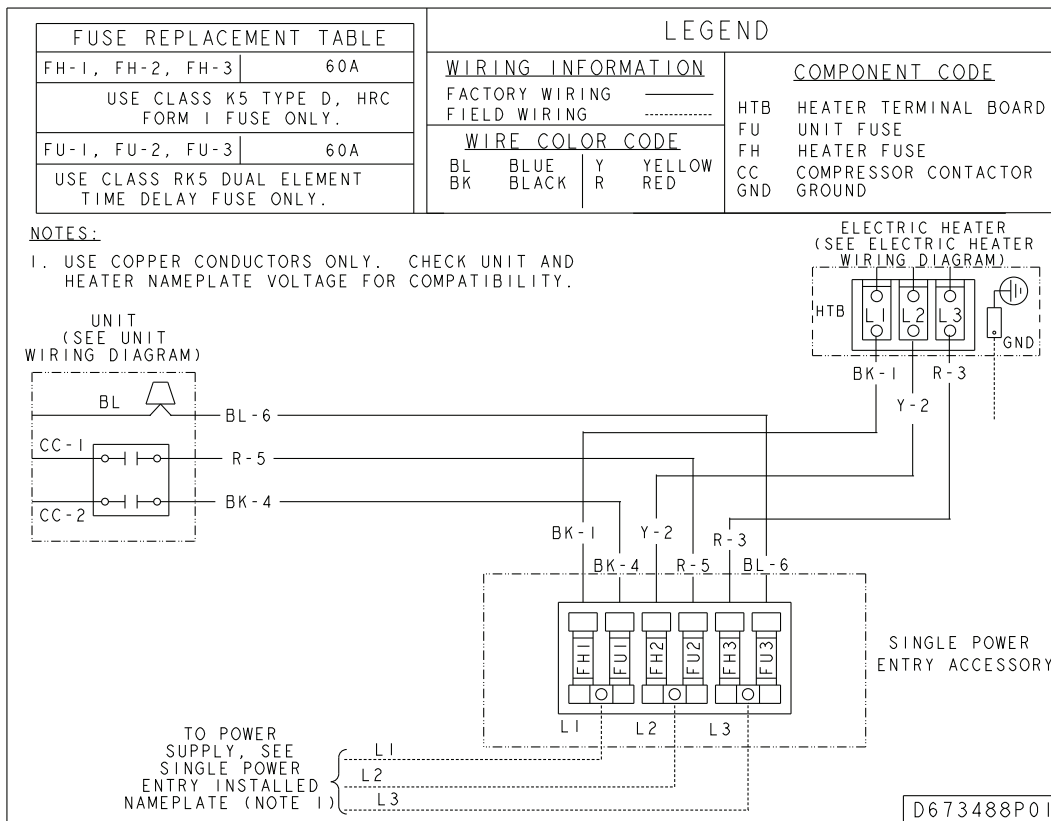 FUSE REPLACEMENT TABLE
FH-1, FH-2, FH-3 60A
USE CLASS K5 TYPE D, HRC
FORM 1 FUSE ONLY.
FU-1, FU-2, FU-3 60A
USE CLASS RK5 DUAL ELEMENT
TIME DELAY FUSE ONLY.
LEGEND
WIRING INFORMATION
FACTORY WIRING
FIELD WIRING
WIRE COLOR CODE
BL BLUE Y YELLOW
BK BLACK R RED
COMPONENT CODE
HTB HEATER TERMINAL BOARD
FU UNIT FUSE
FH HEATER FUSE
CC COMPRESSOR CONTACTOR
GND GROUND
NOTES:
1. USE COPPER CONDUCTORS ONLY. CHECK UNIT AND
HEATER NAMEPLATE VOLTAGE FOR COMPATIBILITY.
ELECTRIC HEATER
(SEE ELECTRIC HEATER
WIRING DIAGRAM)
HTB
L1 L2 L3
GND
BK-1 R-3
Y-2
UNIT
(SEE UNIT
WIRING DIAGRAM)
BL
BL-6
CC-1
R-5
BK-4
CC-2
BK-1 Y-2 R-3
BK-4 R-5 BL-6
FH1 FU1 FH2 FU2 FH3 FU3
L1 L2 L3
SINGLE POWER
ENTRY ACCESSORY
TO POWER
SUPPLY, SEE
SINGLE POWER
ENTRY INSTALLED
NAMEPLATE (NOTE 1)
L1
L2
L3
D673488P01